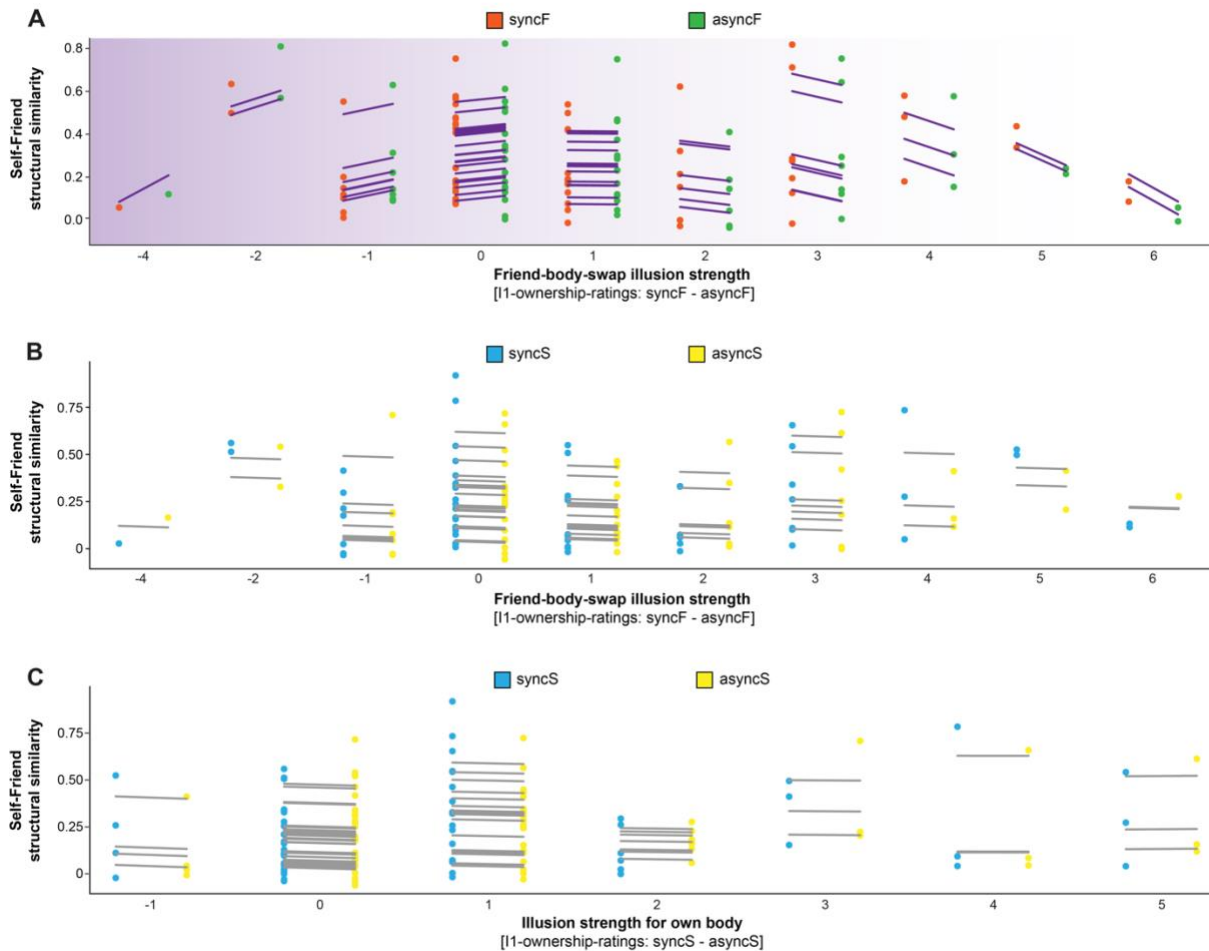 A
syncF asyncF
Self-Friend
structural similarity
0.8
0.6
0.4
0.2
0.0
-4 -2 -1 0 1 2 3 4 5 6
Friend-body-swap illusion strength
[I1-ownership-ratings: syncF - asyncF]
B
syncS asyncS
Self-Friend
structural similarity
0.75
0.50
0.25
0
-4 -2 -1 0 1 2 3 4 5 6
Friend-body-swap illusion strength
[I1-ownership-ratings: syncF - asyncF]
C
syncS asyncS
Self-Friend
structural similarity
0.75
0.50
0.25
0
-1 0 1 2 3 4 5
Illusion strength for own body
[I1-ownership-ratings: syncS - asyncS]